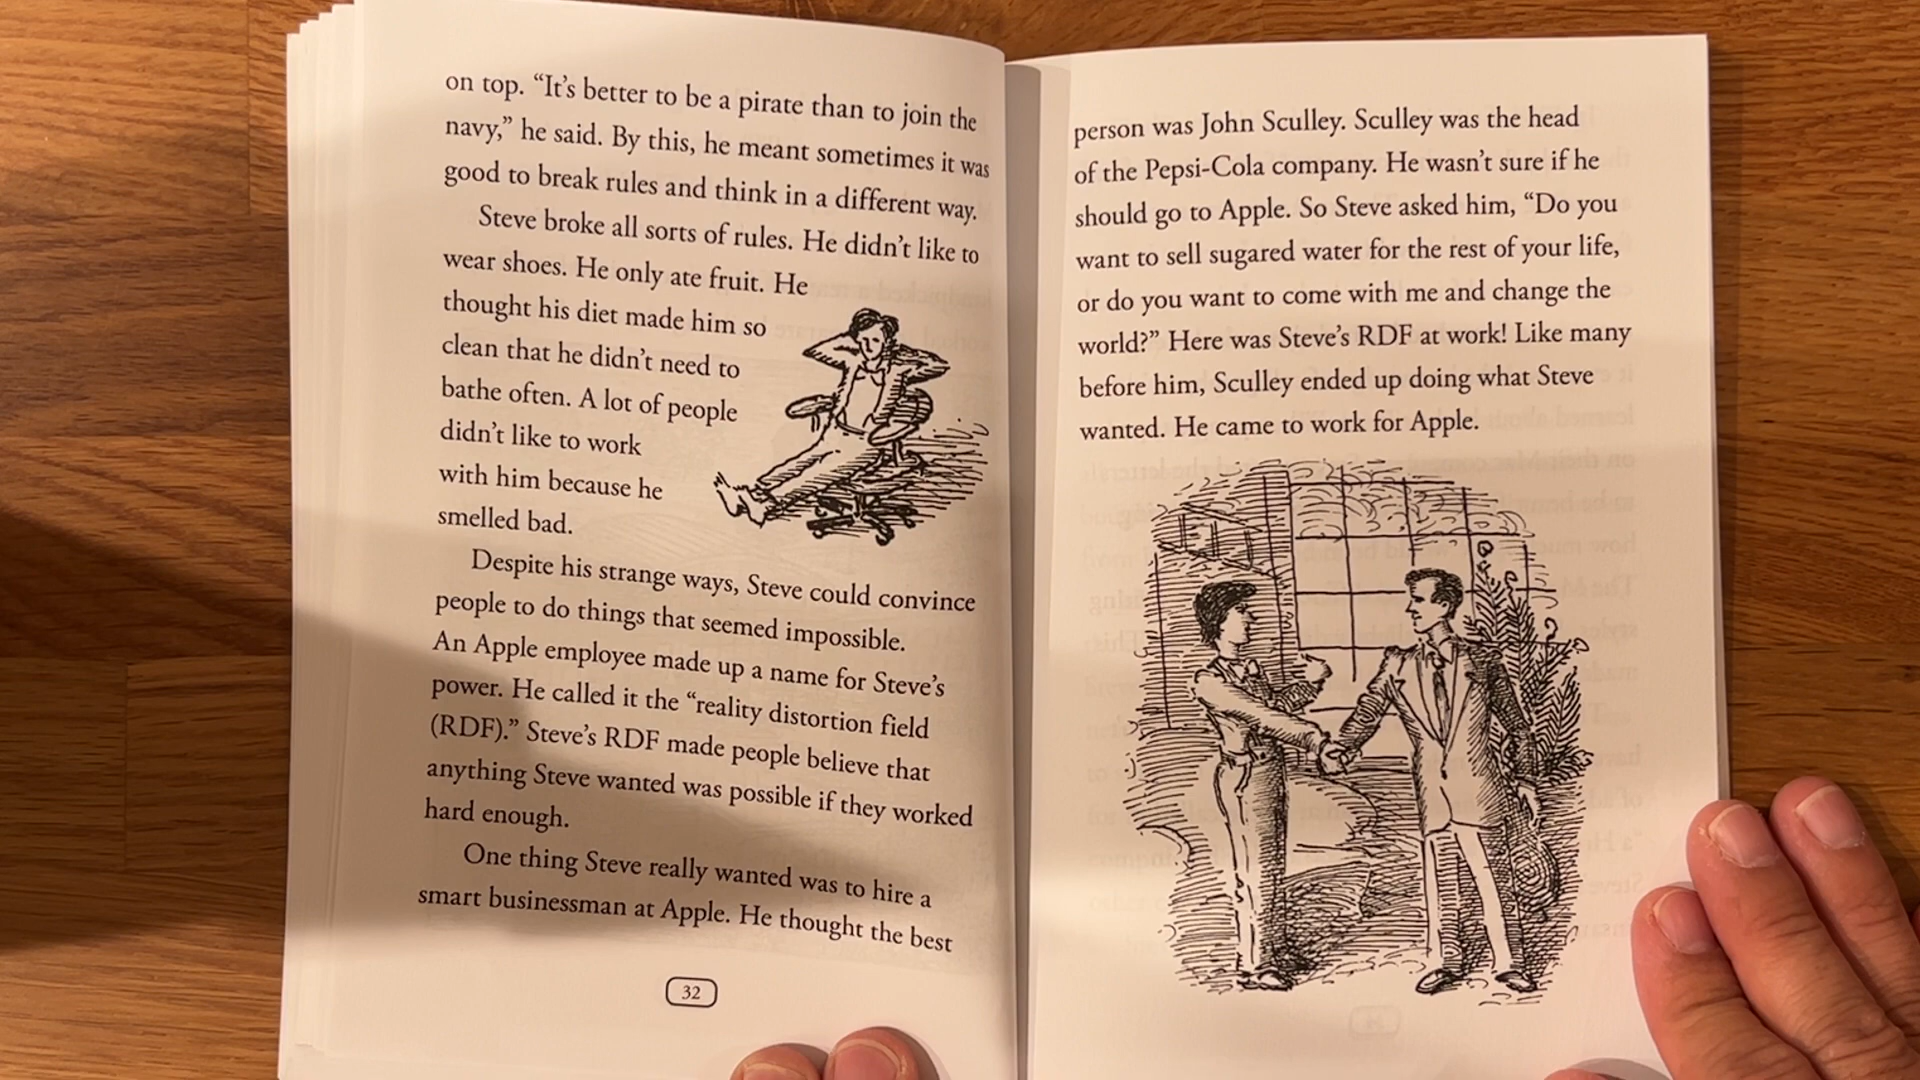 on top. “It’s better to be a pirate than to join the
navy,” he said. By this, he meant sometimes it was
good to break rules and think in a different way.
Steve broke all sorts of rules. He didn’t like to
wear shoes. He only ate fruit. He
thought his diet made him so
clean that he didn’t need to
bathe often. A lot of people
didn’t like to work
with him because he
smelled bad.
Despite his strange ways, Steve could convince
people to do things that seemed impossible.
An Apple employee made up a name for Steve’s
power. He called it the “reality distortion field
(RDF).” Steve’s RDF made people believe that
anything Steve wanted was possible if they worked
hard enough.
One thing Steve really wanted was to hire a
smart businessman at Apple. He thought the best
32
person was John Sculley. Sculley was the head
of the Pepsi-Cola company. He wasn’t sure if he
should go to Apple. So Steve asked him, “Do you
want to sell sugared water for the rest of your life,
or do you want to come with me and change the
world?” Here was Steve’s RDF at work! Like many
before him, Sculley ended up doing what Steve
wanted. He came to work for Apple.